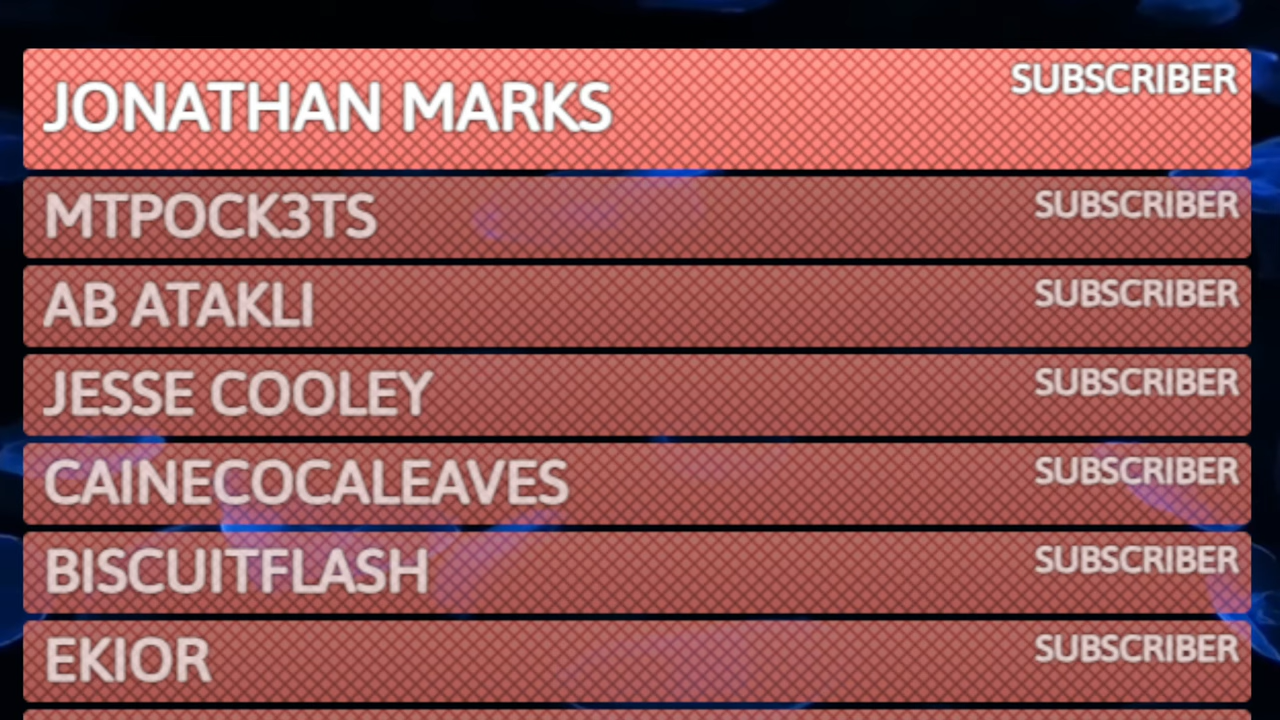 JONATHAN MARKS SUBSCRIBER
MTPOCK3TS SUBSCRIBER
AB ATAKLI SUBSCRIBER
JESSE COOLEY SUBSCRIBER
CAINECOCALEAVES SUBSCRIBER
BISCUITFLASH SUBSCRIBER
EKIOR SUBSCRIBER